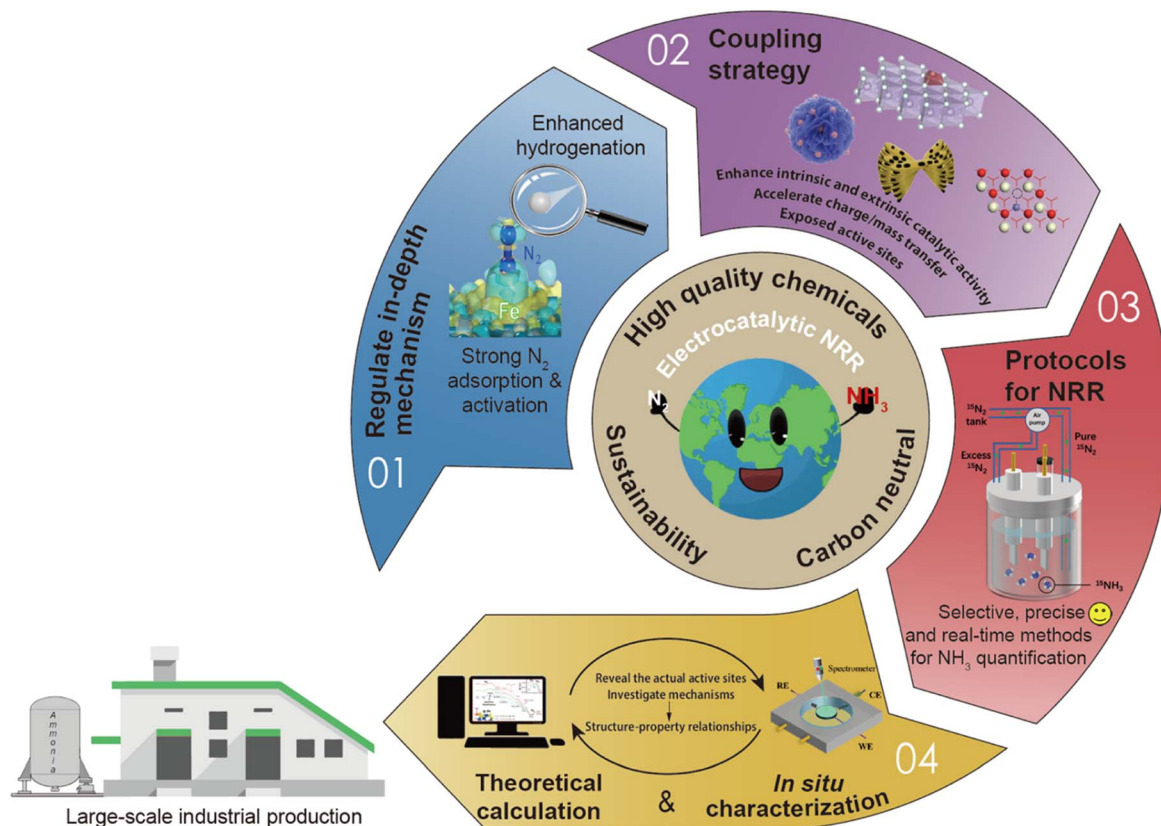 01
Regulate in-depth
mechanism
Enhanced
hydrogenation
N₂
Fe
Strong N₂
adsorption &
activation
02
Coupling
strategy
Enhance intrinsic and extrinsic catalytic activity
Accelerate charge/mass transfer
Exposed active sites
03
Protocols
for NRR
¹⁵N₂
tank
Air
pump
Pure
¹⁵N₂
Excess
¹⁵N₂
¹⁵NH₃
Selective, precise
and real-time methods
for NH₃ quantification
High quality chemicals
Electrocatalytic NRR
N₂
NH₃
Sustainability
Carbon neutral
04
Reveal the actual active sites
Investigate mechanisms
Structure-property relationships
Spectrometer
RE
CE
WE
Theoretical
calculation
&
In situ
characterization
Ammonia
Large-scale industrial production